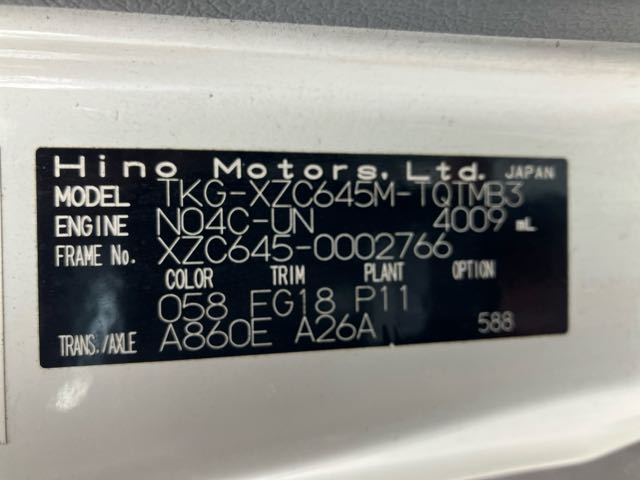 Hino Motors, Ltd. JAPAN
MODEL TKG-XZC645M-TQTMB3
ENGINE N04C-UN 4009 mL
FRAME No. XZC645-0002766
COLOR TRIM PLANT OPTION
058 FG18 P11
TRANS./AXLE A860E A26A 588